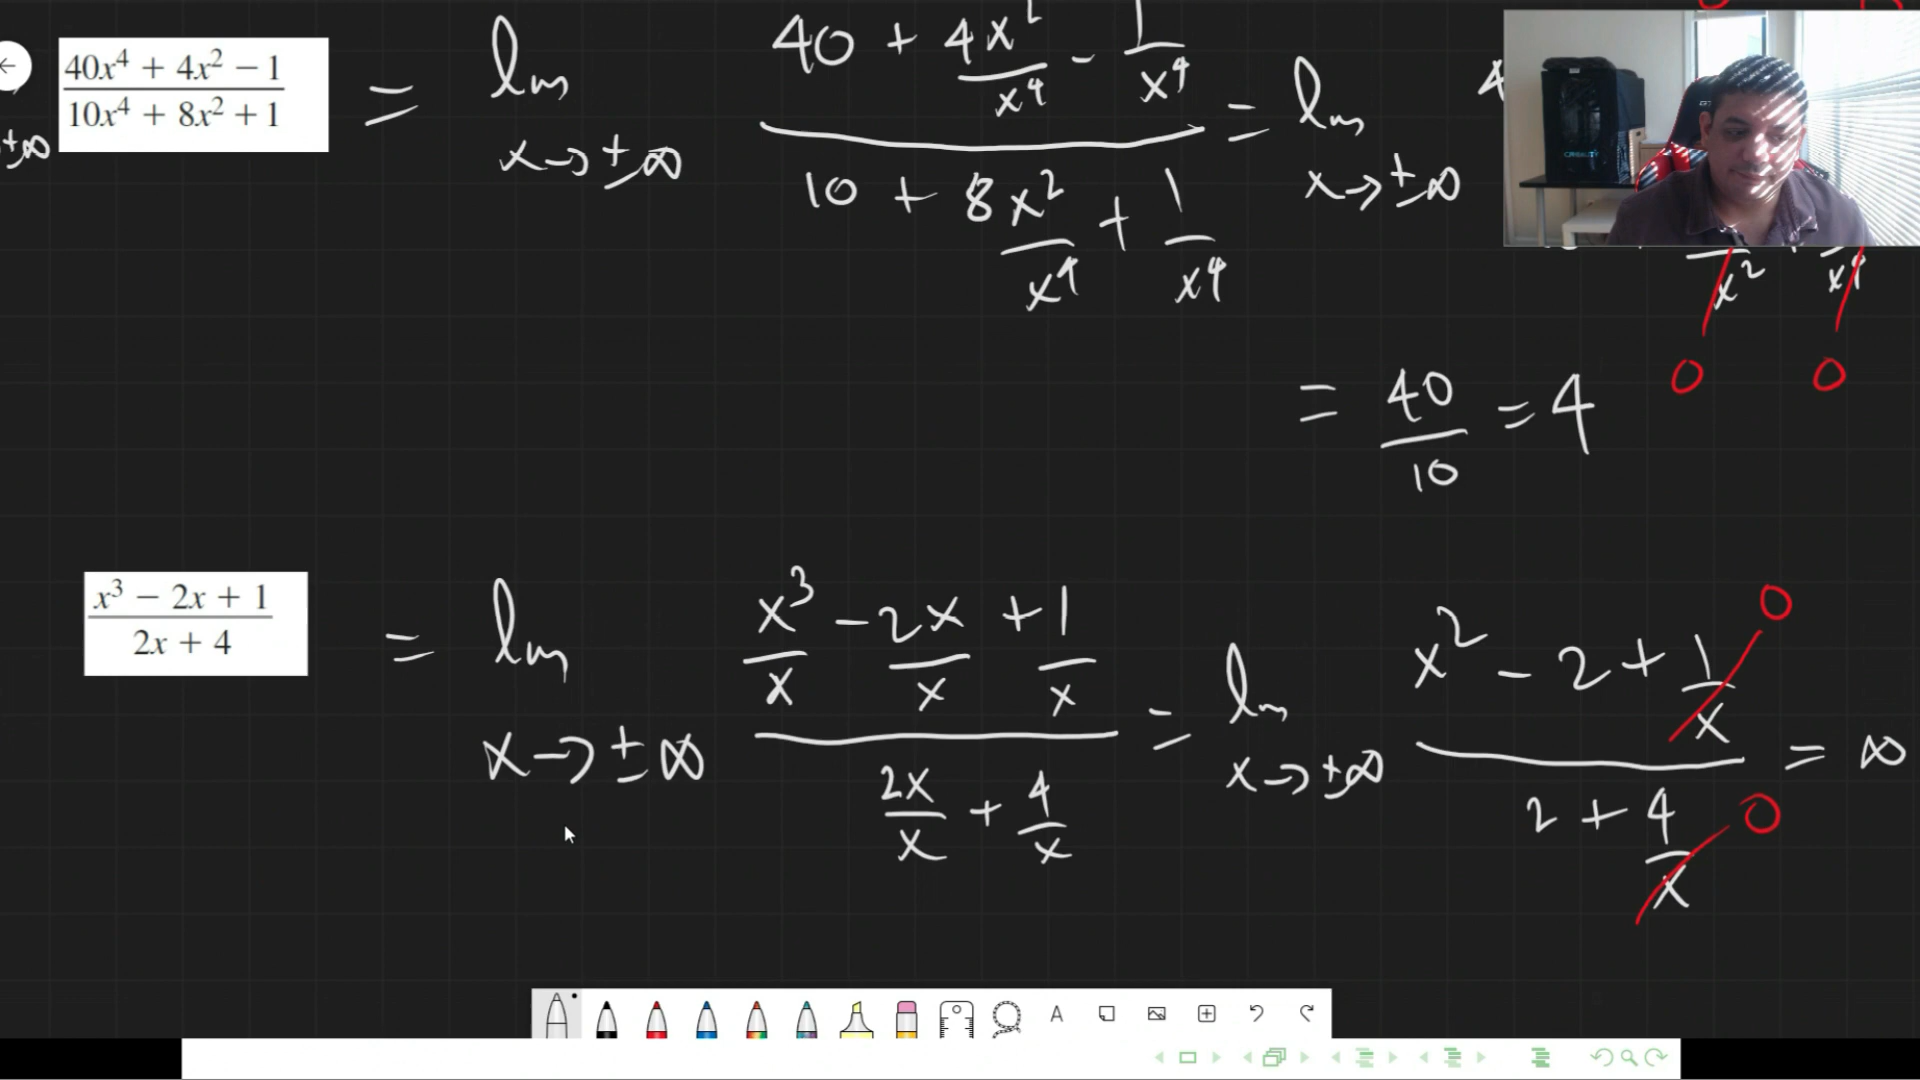 40x⁴ + 4x² − 1 / 10x⁴ + 8x² + 1 = lim x→±∞ (40 + 4x²/x⁴ − 1/x⁴) / (10 + 8x²/x⁴ + 1/x⁴) = lim x→±∞
±∞
x² x⁴
0 0
= 40/10 = 4
x³ − 2x + 1 / 2x + 4 = lim x→±∞ (x³/x − 2x/x + 1/x) / (2x/x + 4/x) = lim x→±∞ (x² − 2 + 1/x) / (2 + 4/x) = ∞
0
0
A